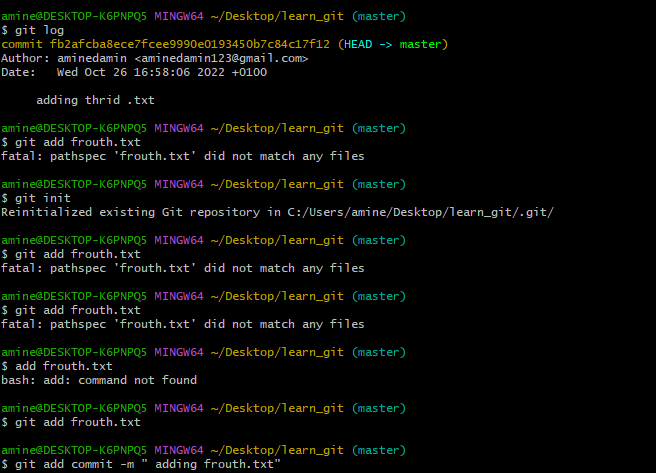 amine@DESKTOP-K6PNPQ5 MINGW64 ~/Desktop/learn_git (master)
$ git log
commit fb2afcba8ece7fcee9990e0193450b7c84c17f12 (HEAD -> master)
Author: aminedamin <aminedamin123@gmail.com>
Date:   Wed Oct 26 16:58:06 2022 +0100
    adding thrid .txt
amine@DESKTOP-K6PNPQ5 MINGW64 ~/Desktop/learn_git (master)
$ git add frouth.txt
fatal: pathspec 'frouth.txt' did not match any files
amine@DESKTOP-K6PNPQ5 MINGW64 ~/Desktop/learn_git (master)
$ git init
Reinitialized existing Git repository in C:/Users/amine/Desktop/learn_git/.git/
amine@DESKTOP-K6PNPQ5 MINGW64 ~/Desktop/learn_git (master)
$ git add frouth.txt
fatal: pathspec 'frouth.txt' did not match any files
amine@DESKTOP-K6PNPQ5 MINGW64 ~/Desktop/learn_git (master)
$ git add frouth.txt
fatal: pathspec 'frouth.txt' did not match any files
amine@DESKTOP-K6PNPQ5 MINGW64 ~/Desktop/learn_git (master)
$ add frouth.txt
bash: add: command not found
amine@DESKTOP-K6PNPQ5 MINGW64 ~/Desktop/learn_git (master)
$ git add frouth.txt
amine@DESKTOP-K6PNPQ5 MINGW64 ~/Desktop/learn_git (master)
$ git add commit -m " adding frouth.txt"